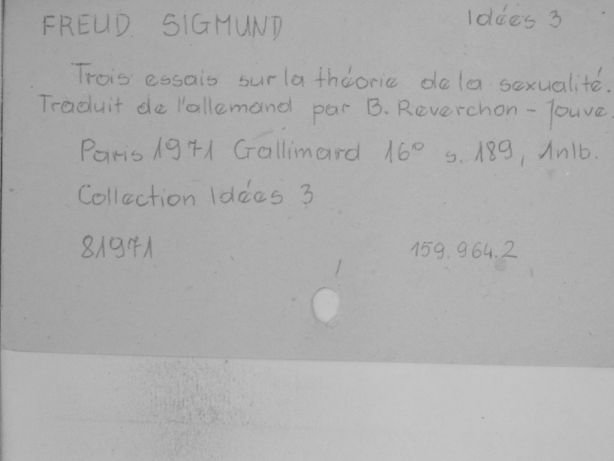 FREUD SIGMUND Idées 3
Trois essais sur la théorie de la sexualité.
Traduit de l'allemand par B. Reverchon - Jouve.
Paris 1971 Gallimard 16° s. 189, 1nlb.
Collection Idées 3
81971 159.964.2